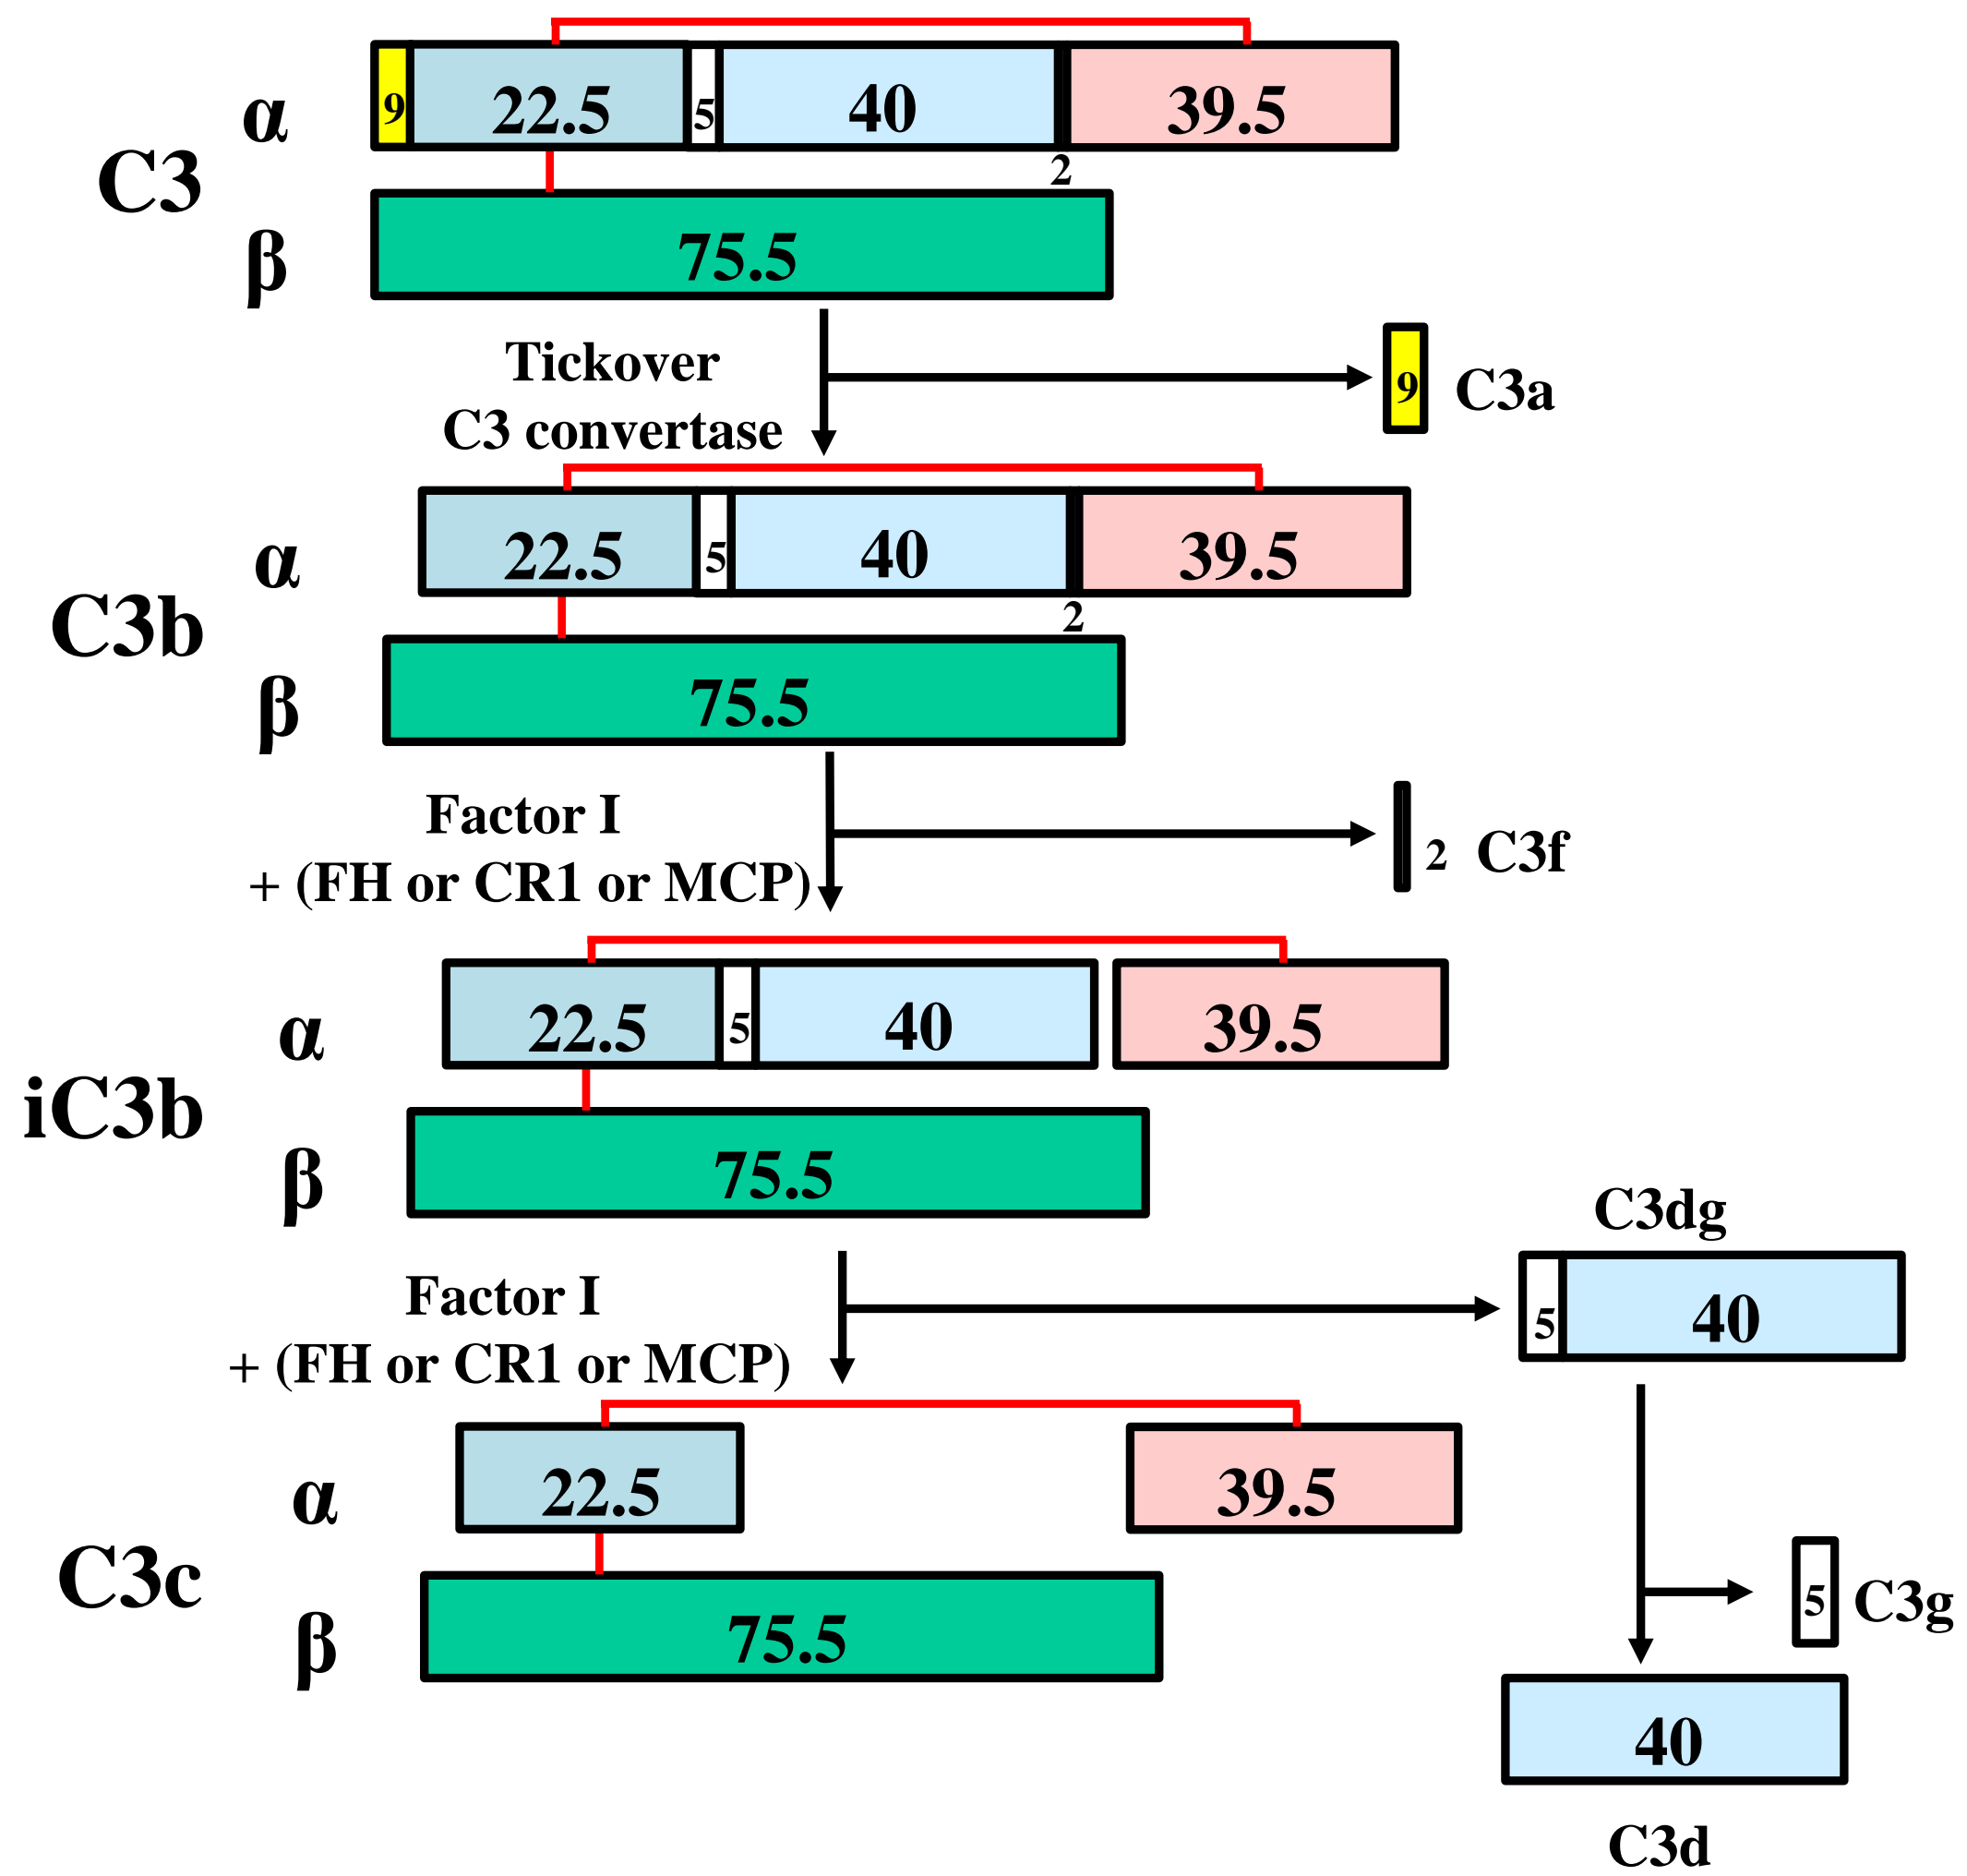 α
9
22.5
5
40
39.5
2
C3
β
75.5
Tickover
C3 convertase
9
C3a
α
22.5
5
40
39.5
2
C3b
β
75.5
Factor I
+ (FH or CR1 or MCP)
2
C3f
α
22.5
5
40
39.5
iC3b
β
75.5
Factor I
+ (FH or CR1 or MCP)
C3dg
5
40
α
22.5
39.5
C3c
β
75.5
5
C3g
40
C3d